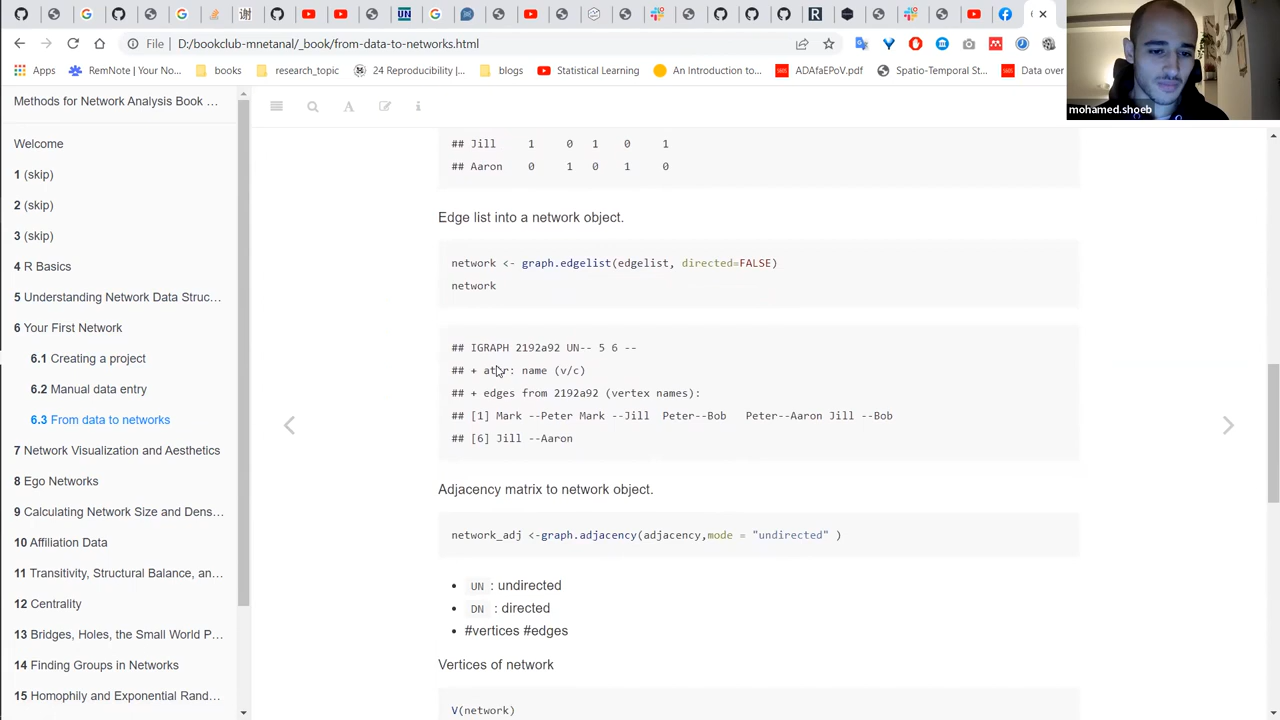 File
D:/bookclub-mnetanal/_book/from-data-to-networks.html
Apps
RemNote | Your No...
books
research_topic
24 Reproducibility |...
blogs
Statistical Learning
An Introduction to...
ADAfaEPoV.pdf
Spatio-Temporal St...
Data over
mohamed.shoeb
Methods for Network Analysis Book ...
Welcome
1 (skip)
2 (skip)
3 (skip)
4 R Basics
5 Understanding Network Data Struc...
6 Your First Network
6.1 Creating a project
6.2 Manual data entry
6.3 From data to networks
7 Network Visualization and Aesthetics
8 Ego Networks
9 Calculating Network Size and Dens...
10 Affiliation Data
11 Transitivity, Structural Balance, an...
12 Centrality
13 Bridges, Holes, the Small World P...
14 Finding Groups in Networks
15 Homophily and Exponential Rand...
## Jill 1 0 1 0 1
## Aaron 0 1 0 1 0
Edge list into a network object.
network <- graph.edgelist(edgelist, directed=FALSE)
network
## IGRAPH 2192a92 UN-- 5 6 --
## + attr: name (v/c)
## + edges from 2192a92 (vertex names):
## [1] Mark --Peter Mark --Jill Peter--Bob Peter--Aaron Jill --Bob
## [6] Jill --Aaron
Adjacency matrix to network object.
network_adj <-graph.adjacency(adjacency,mode = "undirected" )
• UN : undirected
• DN : directed
• #vertices #edges
Vertices of network
V(network)